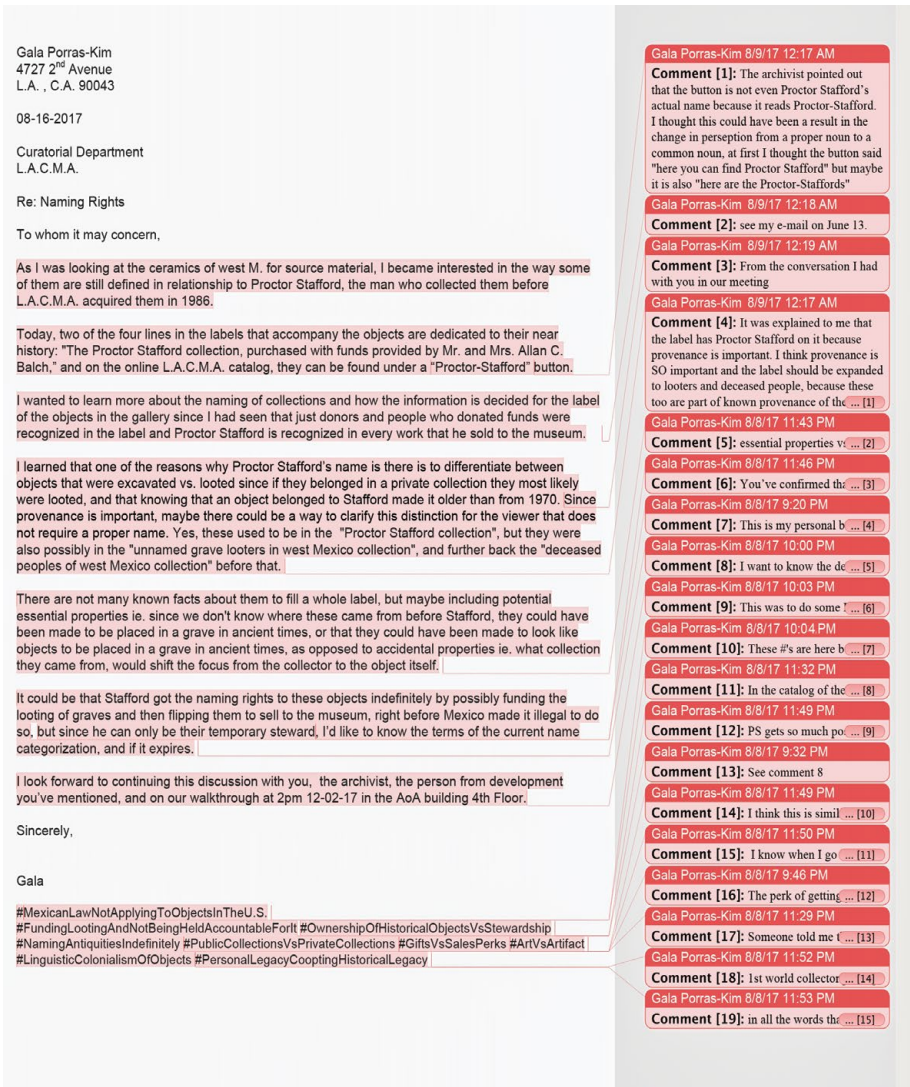 Gala Porras-Kim
4727 2nd Avenue
L.A. , C.A. 90043
08-16-2017
Curatorial Department
L.A.C.M.A.
Re: Naming Rights
To whom it may concern,
As I was looking at the ceramics of west M. for source material, I became interested in the way some
of them are still defined in relationship to Proctor Stafford, the man who collected them before
L.A.C.M.A. acquired them in 1986.
Today, two of the four lines in the labels that accompany the objects are dedicated to their near
history: "The Proctor Stafford collection, purchased with funds provided by Mr. and Mrs. Allan C.
Balch," and on the online L.A.C.M.A. catalog, they can be found under a "Proctor-Stafford" button.
I wanted to learn more about the naming of collections and how the information is decided for the label
of the objects in the gallery since I had seen that just donors and people who donated funds were
recognized in the label and Proctor Stafford is recognized in every work that he sold to the museum.
I learned that one of the reasons why Proctor Stafford's name is there is to differentiate between
objects that were excavated vs. looted since if they belonged in a private collection they most likely
were looted, and that knowing that an object belonged to Stafford made it older than from 1970. Since
provenance is important, maybe there could be a way to clarify this distinction for the viewer that does
not require a proper name. Yes, these used to be in the "Proctor Stafford collection", but they were
also possibly in the "unnamed grave looters in west Mexico collection", and further back the "deceased
peoples of west Mexico collection" before that.
There are not many known facts about them to fill a whole label, but maybe including potential
essential properties ie. since we don't know where these came from before Stafford, they could have
been made to be placed in a grave in ancient times, or that they could have been made to look like
objects to be placed in a grave in ancient times, as opposed to accidental properties ie. what collection
they came from, would shift the focus from the collector to the object itself.
It could be that Stafford got the naming rights to these objects indefinitely by possibly funding the
looting of graves and then flipping them to sell to the museum, right before Mexico made it illegal to do
so, but since he can only be their temporary steward, I'd like to know the terms of the current name
categorization, and if it expires.
I look forward to continuing this discussion with you, the archivist, the person from development
you've mentioned, and on our walkthrough at 2pm 12-02-17 in the AoA building 4th Floor.
Sincerely,
Gala
#MexicanLawNotApplyingToObjectsInTheU.S.
#FundingLootingAndNotBeingHeldAccountableForIt #OwnershipOfHistoricalObjectsVsStewardship
#NamingAntiquitiesIndefinitely #PublicCollectionsVsPrivateCollections #GiftsVsSalesPerks #ArtVsArtifact
#LinguisticColonialismOfObjects #PersonalLegacyCooptingHistoricalLegacy
Gala Porras-Kim 8/9/17 12:17 AM
Comment [1]: The archivist pointed out
that the button is not even Proctor Stafford's
actual name because it reads Proctor-Stafford.
I thought this could have been a result in the
change in perseption from a proper noun to a
common noun, at first I thought the button said
"here you can find Proctor Stafford" but maybe
it is also "here are the Proctor-Staffords"
Gala Porras-Kim 8/9/17 12:18 AM
Comment [2]: see my e-mail on June 13.
Gala Porras-Kim 8/9/17 12:19 AM
Comment [3]: From the conversation I had
with you in our meeting
Gala Porras-Kim 8/9/17 12:17 AM
Comment [4]: It was explained to me that
the label has Proctor Stafford on it because
provenance is important. I think provenance is
SO important and the label should be expanded
to looters and deceased people, because these
too are part of known provenance of the ... [1]
Gala Porras-Kim 8/8/17 11:43 PM
Comment [5]: essential properties vs ... [2]
Gala Porras-Kim 8/8/17 11:46 PM
Comment [6]: You've confirmed tha ... [3]
Gala Porras-Kim 8/8/17 9:20 PM
Comment [7]: This is my personal b ... [4]
Gala Porras-Kim 8/8/17 10:00 PM
Comment [8]: I want to know the de ... [5]
Gala Porras-Kim 8/8/17 10:03 PM
Comment [9]: This was to do some ... [6]
Gala Porras-Kim 8/8/17 10:04 PM
Comment [10]: These #'s are here b ... [7]
Gala Porras-Kim 8/8/17 11:32 PM
Comment [11]: In the catalog of the ... [8]
Gala Porras-Kim 8/8/17 11:49 PM
Comment [12]: PS gets so much po ... [9]
Gala Porras-Kim 8/8/17 9:32 PM
Comment [13]: See comment 8
Gala Porras-Kim 8/8/17 11:49 PM
Comment [14]: I think this is simil ... [10]
Gala Porras-Kim 8/8/17 11:50 PM
Comment [15]: I know when I go ... [11]
Gala Porras-Kim 8/8/17 9:46 PM
Comment [16]: The perk of getting ... [12]
Gala Porras-Kim 8/8/17 11:29 PM
Comment [17]: Someone told me t ... [13]
Gala Porras-Kim 8/8/17 11:52 PM
Comment [18]: 1st world collector ... [14]
Gala Porras-Kim 8/8/17 11:53 PM
Comment [19]: in all the words tha ... [15]